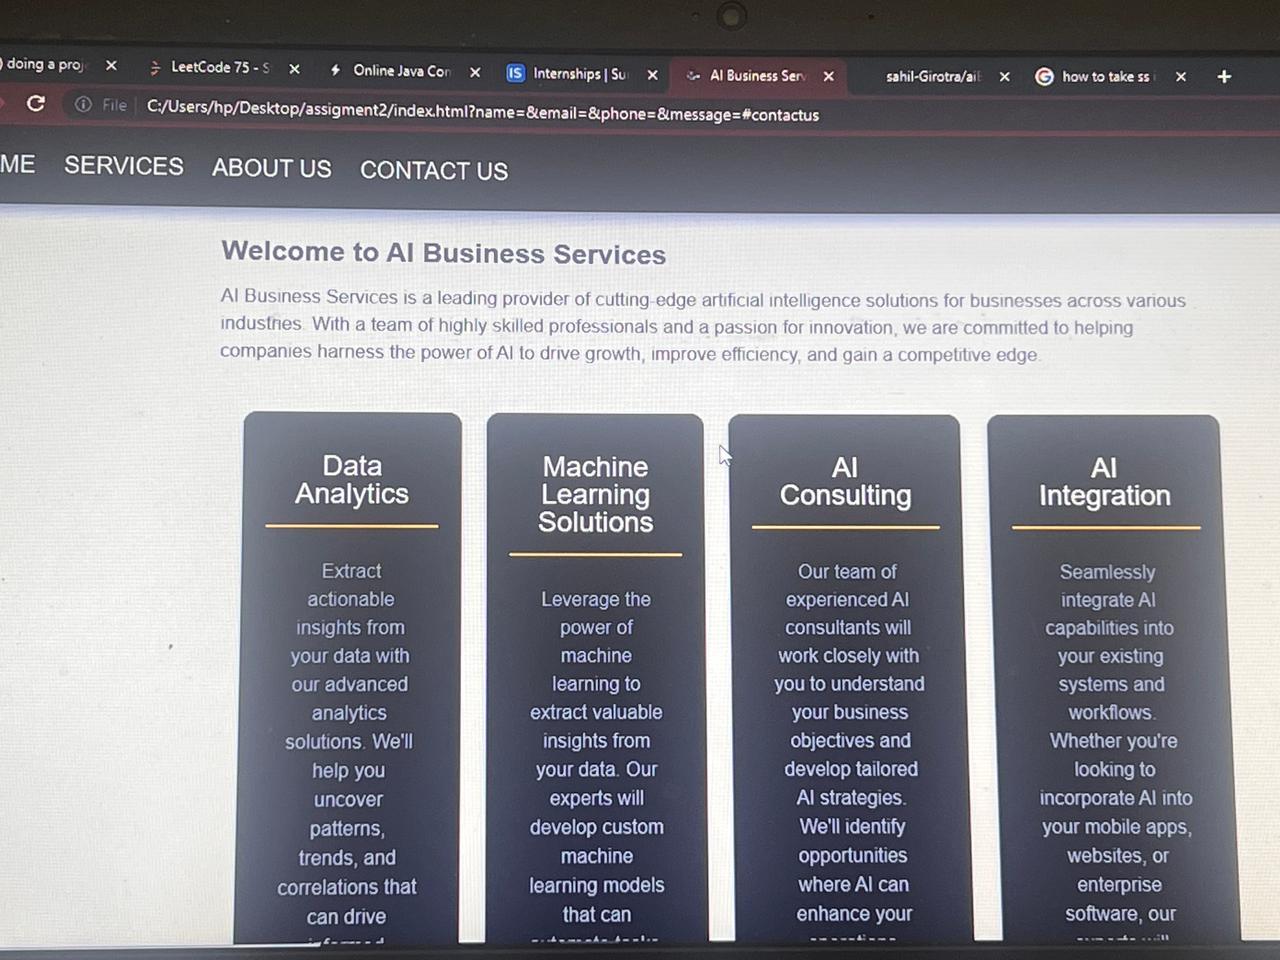 doing a proj
LeetCode 75 - S
Online Java Con
Internships | Su
AI Business Serv
sahil-Girotra/ai
how to take ss
File
C:/Users/hp/Desktop/assigment2/index.html?name=&email=&phone=&message=#contactus
ME SERVICES ABOUT US CONTACT US
Welcome to AI Business Services
AI Business Services is a leading provider of cutting-edge artificial intelligence solutions for businesses across various
industries. With a team of highly skilled professionals and a passion for innovation, we are committed to helping
companies harness the power of AI to drive growth, improve efficiency, and gain a competitive edge.
Data
Analytics
Extract
actionable
insights from
your data with
our advanced
analytics
solutions. We'll
help you
uncover
patterns,
trends, and
correlations that
can drive
Machine
Learning
Solutions
Leverage the
power of
machine
learning to
extract valuable
insights from
your data. Our
experts will
develop custom
machine
learning models
that can
AI
Consulting
Our team of
experienced AI
consultants will
work closely with
you to understand
your business
objectives and
develop tailored
AI strategies.
We'll identify
opportunities
where AI can
enhance your
AI
Integration
Seamlessly
integrate AI
capabilities into
your existing
systems and
workflows.
Whether you're
looking to
incorporate AI into
your mobile apps,
websites, or
enterprise
software, our